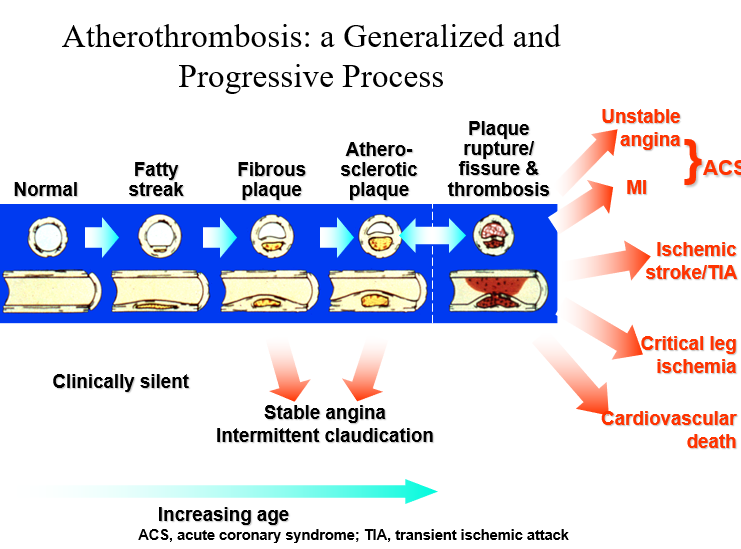 Atherothrombosis: a Generalized and
Progressive Process
Normal
Fatty
streak
Fibrous
plaque
Athero-
sclerotic
plaque
Plaque
rupture/
fissure &
thrombosis
Unstable
angina
MI
ACS
Ischemic
stroke/TIA
Critical leg
ischemia
Cardiovascular
death
Clinically silent
Stable angina
Intermittent claudication
Increasing age
ACS, acute coronary syndrome; TIA, transient ischemic attack